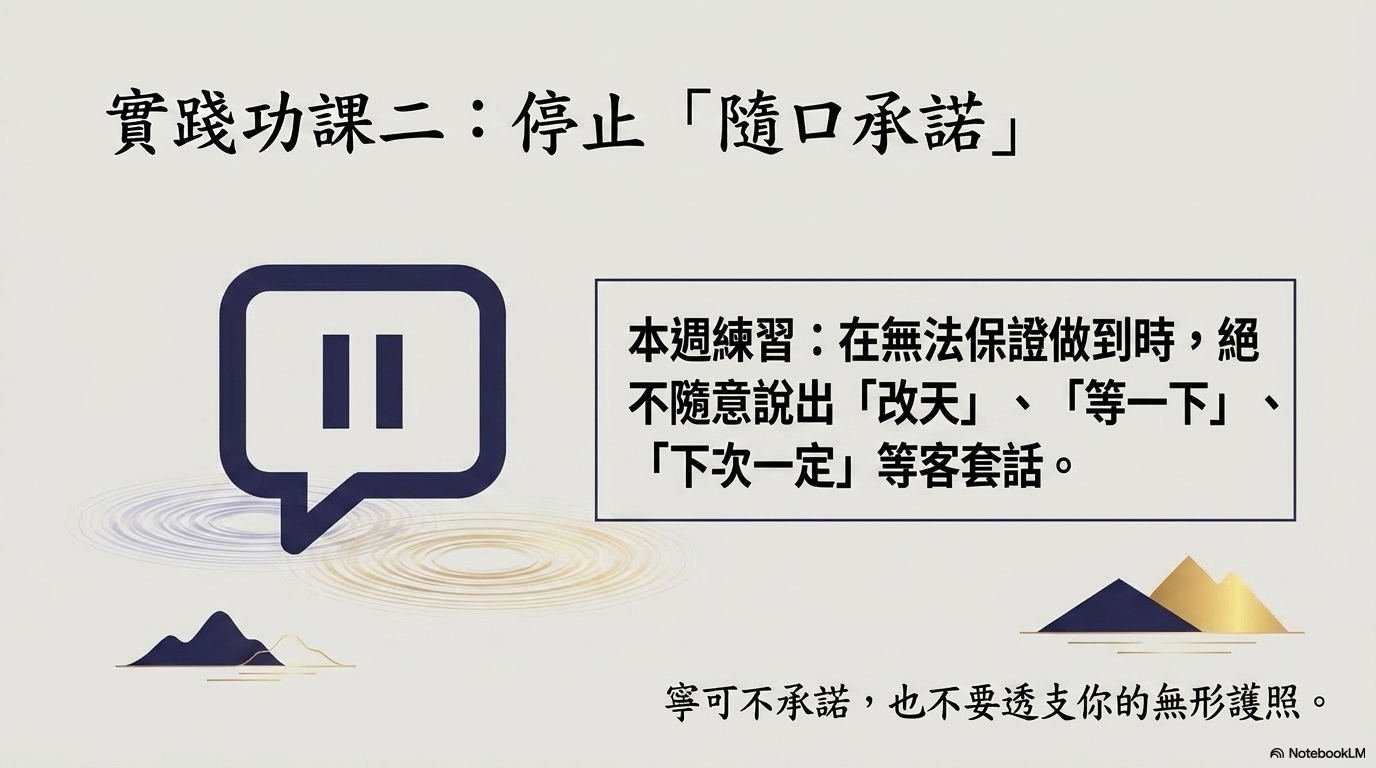 實踐功課二：停止「隨口承諾」
本週練習：在無法保證做到時，絕
不隨意說出「改天」、「等一下」、
「下次一定」等客套話。
寧可不承諾，也不要透支你的無形護照。
NotebookLM